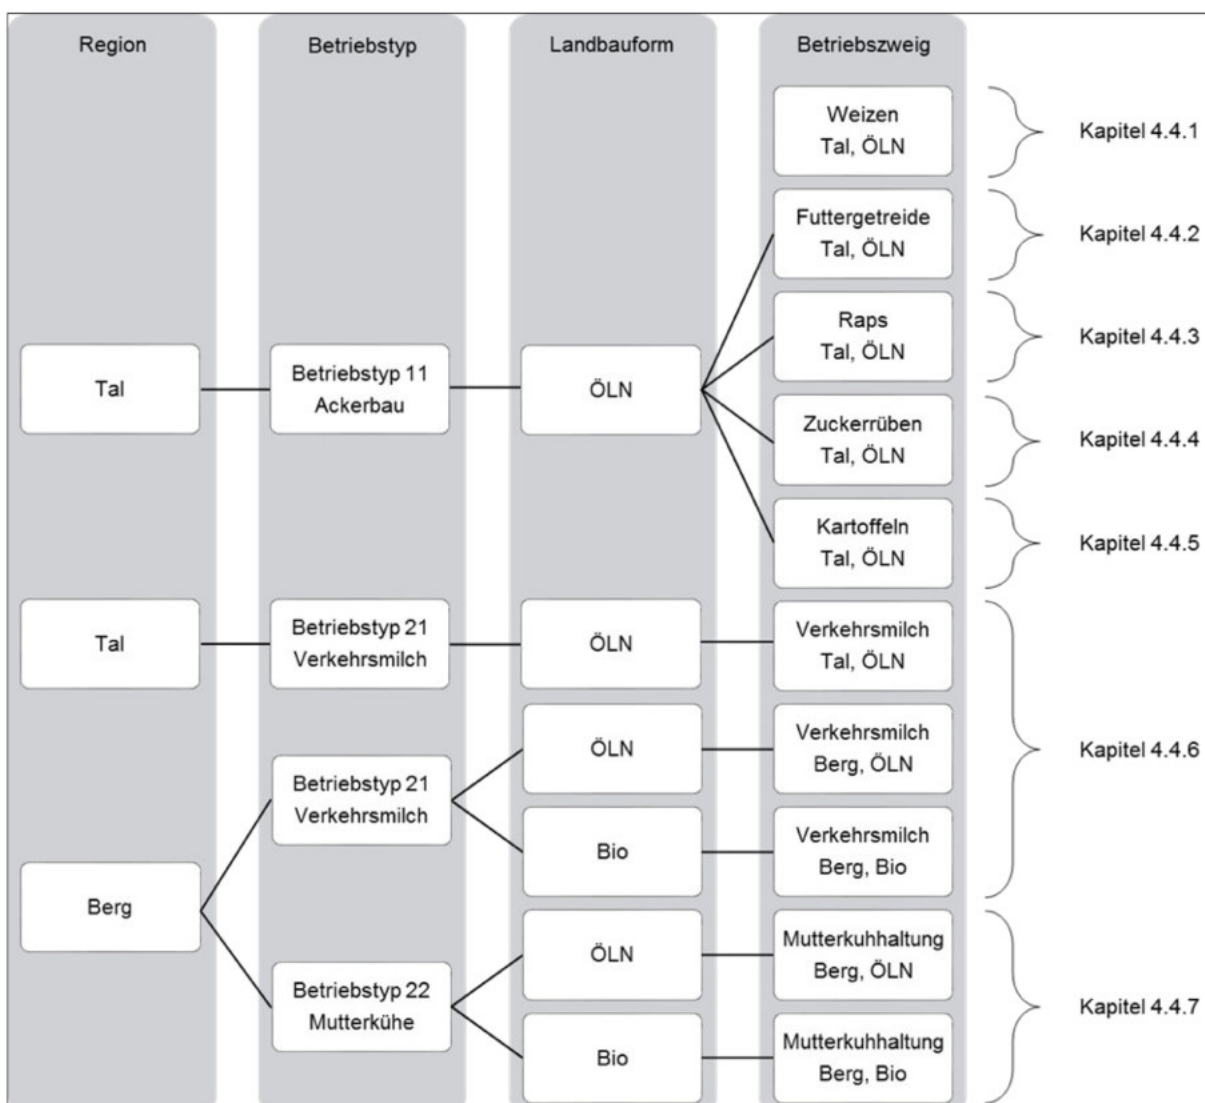 Region
Betriebstyp
Landbauform
Betriebszweig
Weizen
Tal, ÖLN
Kapitel 4.4.1
Futtergetreide
Tal, ÖLN
Kapitel 4.4.2
Raps
Tal, ÖLN
Kapitel 4.4.3
Tal
Betriebstyp 11
Ackerbau
ÖLN
Zuckerrüben
Tal, ÖLN
Kapitel 4.4.4
Kartoffeln
Tal, ÖLN
Kapitel 4.4.5
Tal
Betriebstyp 21
Verkehrsmilch
ÖLN
Verkehrsmilch
Tal, ÖLN
Betriebstyp 21
Verkehrsmilch
ÖLN
Verkehrsmilch
Berg, ÖLN
Kapitel 4.4.6
Bio
Verkehrsmilch
Berg, Bio
Berg
Betriebstyp 22
Mutterkühe
ÖLN
Mutterkuhhaltung
Berg, ÖLN
Kapitel 4.4.7
Bio
Mutterkuhhaltung
Berg, Bio